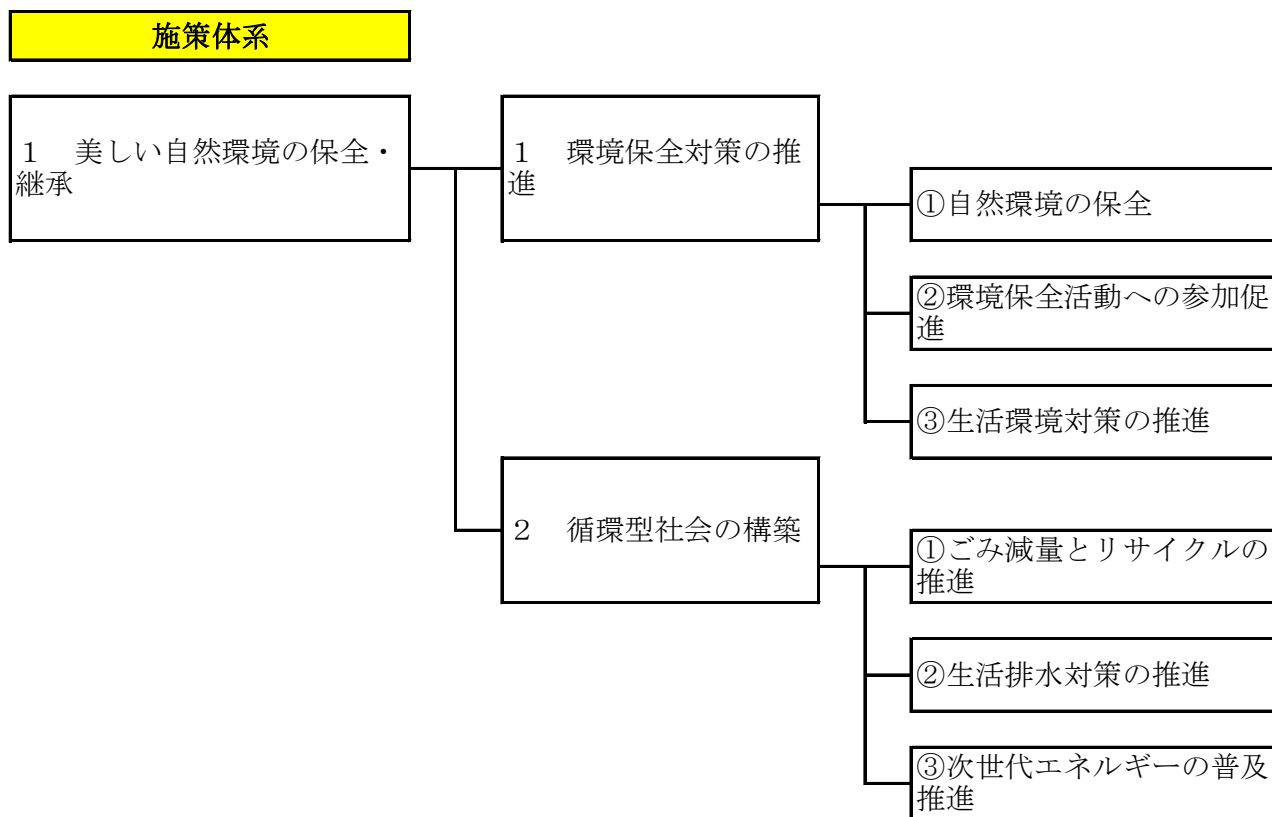 施策体系
１　美しい自然環境の保全・
継承
１　環境保全対策の推
進
①自然環境の保全
②環境保全活動への参加促
進
③生活環境対策の推進
２　循環型社会の構築
①ごみ減量とリサイクルの
推進
②生活排水対策の推進
③次世代エネルギーの普及
推進